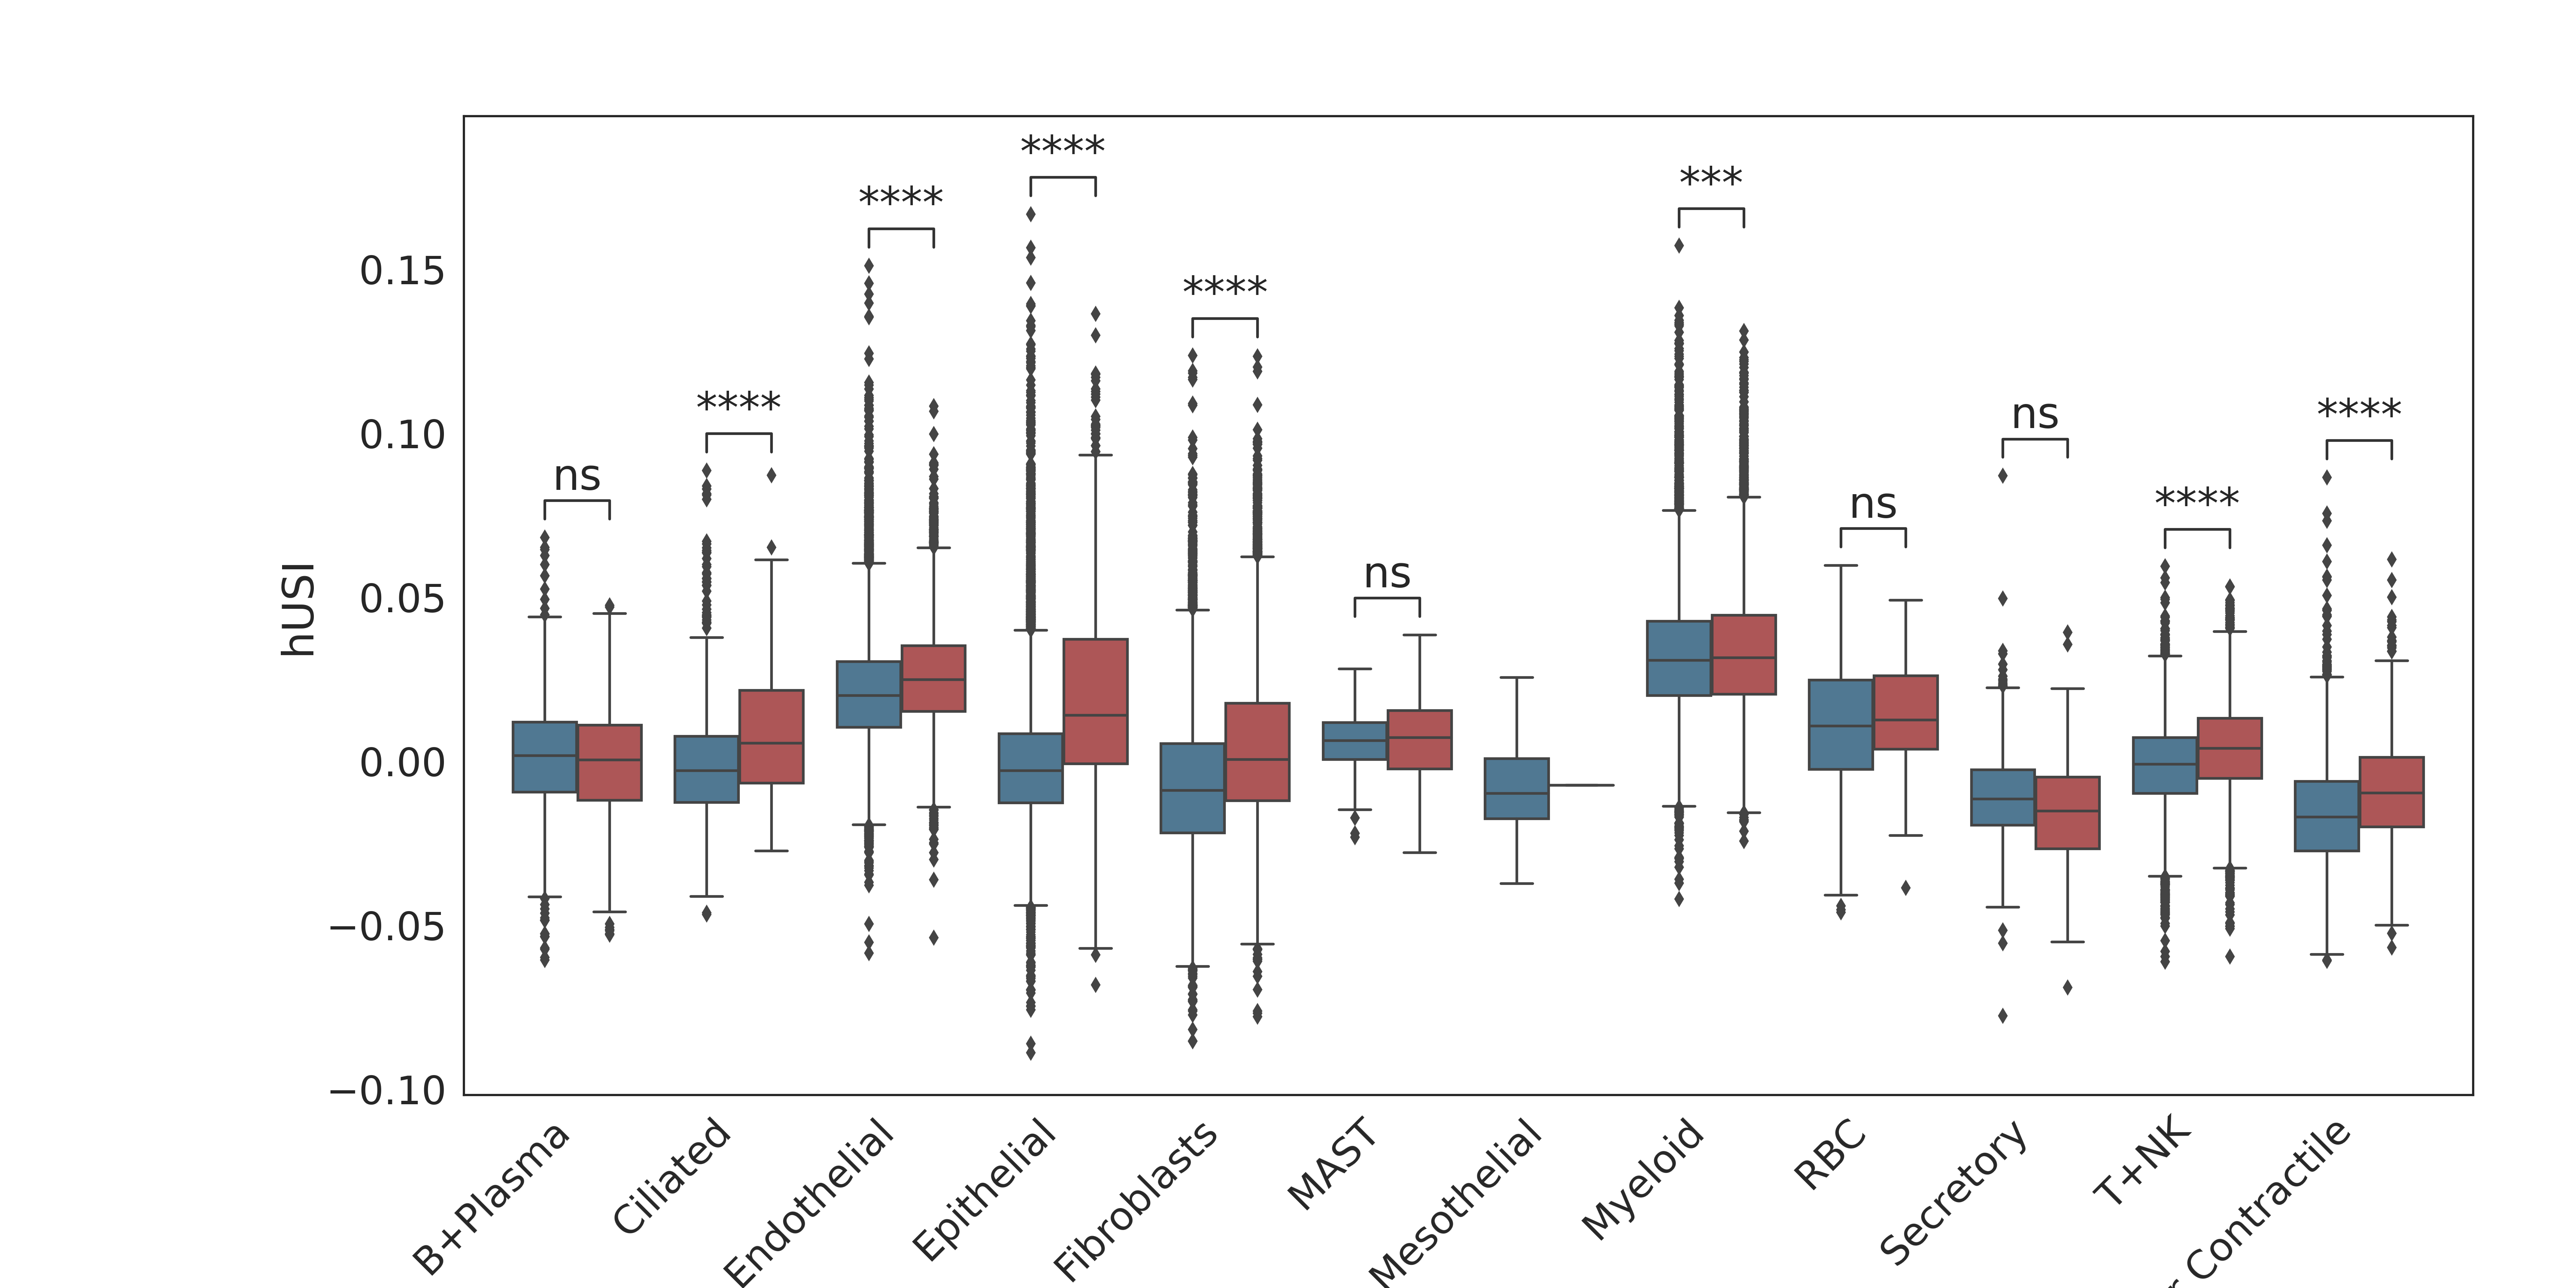 ****
****
***
****
****
****
ns
****
ns
ns
****
ns
0.15
0.10
0.05
0.00
−0.05
−0.10
hUSI
B+Plasma
Ciliated
Endothelial
Epithelial
Fibroblasts
MAST
Mesothelial
Myeloid
RBC
Secretory
T+NK
Contractile